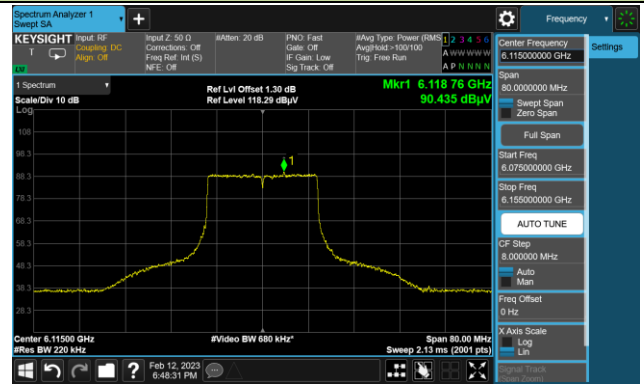 Spectrum Analyzer 1
Swept SA
Frequency
KEYSIGHT
T
Input: RF
Coupling: DC
Align: Off
Input Z: 50 Ω
Corrections: Off
Freq Ref: Int (S)
NFE: Off
#Atten: 20 dB
PNO: Fast
Gate: Off
IF Gain: Low
Sig Track: Off
#Avg Type: Power (RMS
Avg|Hold:>100/100
Trig: Free Run
1 2 3 4 5 6
A W W W W W
A P N N N N
1 Spectrum
Scale/Div 10 dB
Ref Lvl Offset 1.30 dB
Ref Level 118.29 dBµV
Mkr1 6.118 76 GHz
90.435 dBµV
Log
108
98.3
88.3
78.3
68.3
58.3
48.3
38.3
28.3
1
Center 6.11500 GHz
#Res BW 220 kHz
#Video BW 680 kHz*
Span 80.00 MHz
Sweep 2.13 ms (2001 pts)
Feb 12, 2023
6:48:31 PM
Center Frequency
6.115000000 GHz
Settings
Span
80.0000000 MHz
Swept Span
Zero Span
Full Span
Start Freq
6.075000000 GHz
Stop Freq
6.155000000 GHz
AUTO TUNE
CF Step
8.000000 MHz
Auto
Man
Freq Offset
0 Hz
X Axis Scale
Log
Lin
Signal Track
(Span Zoom)